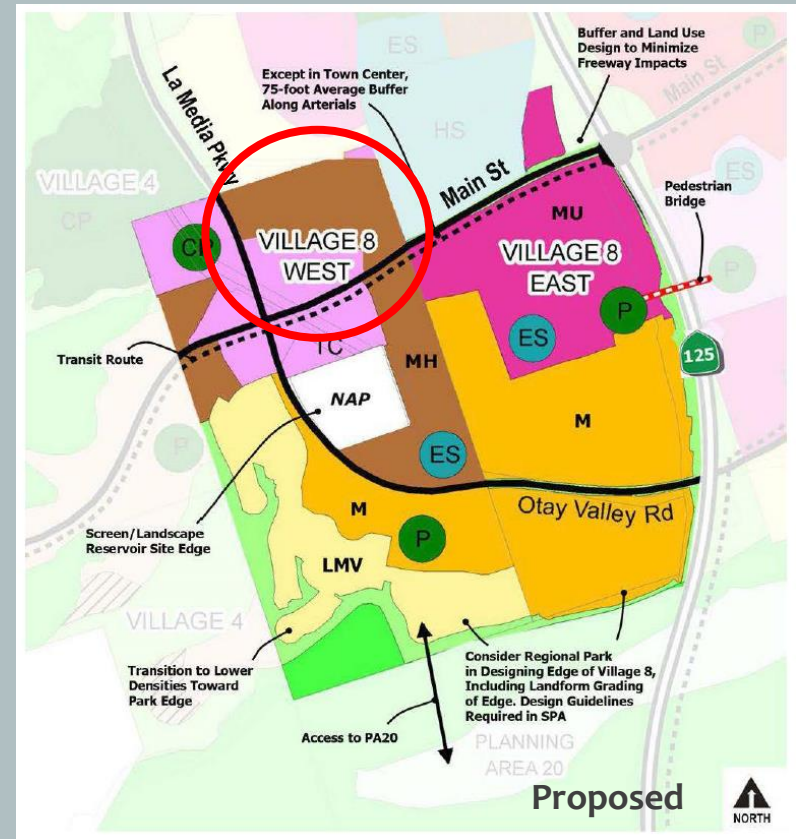 Buffer and Land Use
Design to Minimize
Freeway Impacts
ES
P
Except in Town Center,
75-foot Average Buffer
Along Arterials
La Media Pkwy
Main St
HS
Main St
ES
VILLAGE 4
CP
Pedestrian
Bridge
MU
CP
VILLAGE 8
WEST
VILLAGE 8
EAST
P
P
ES
125
Transit Route
TC
MH
NAP
M
P
ES
Otay Valley Rd
M
Screen/Landscape
Reservoir Site Edge
P
LMV
VILLAGE 4
Transition to Lower
Densities Toward
Park Edge
Consider Regional Park
in Designing Edge of Village 8,
Including Landform Grading
of Edge. Design Guidelines
Required in SPA
Access to PA20
PLANNING
AREA 20
Proposed
NORTH